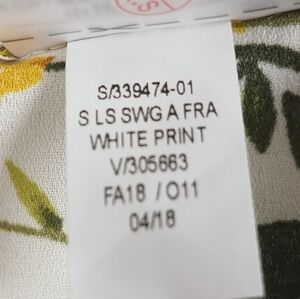 S/339474-01
S LS SWG A FRA
WHITE PRINT
V/305663
FA18 / O11
04/18